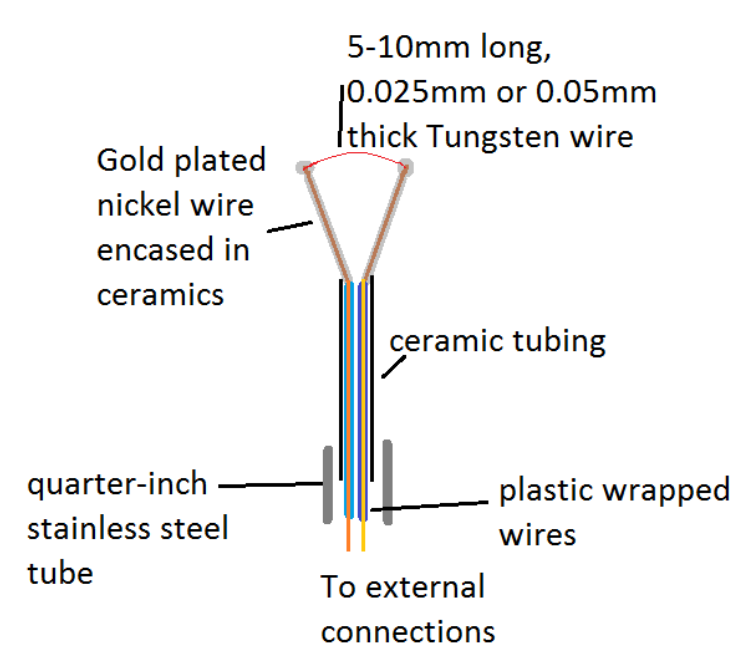 5-10mm long,
0.025mm or 0.05mm
thick Tungsten wire
Gold plated
nickel wire
encased in
ceramics
ceramic tubing
quarter-inch
stainless steel
tube
plastic wrapped
wires
To external
connections